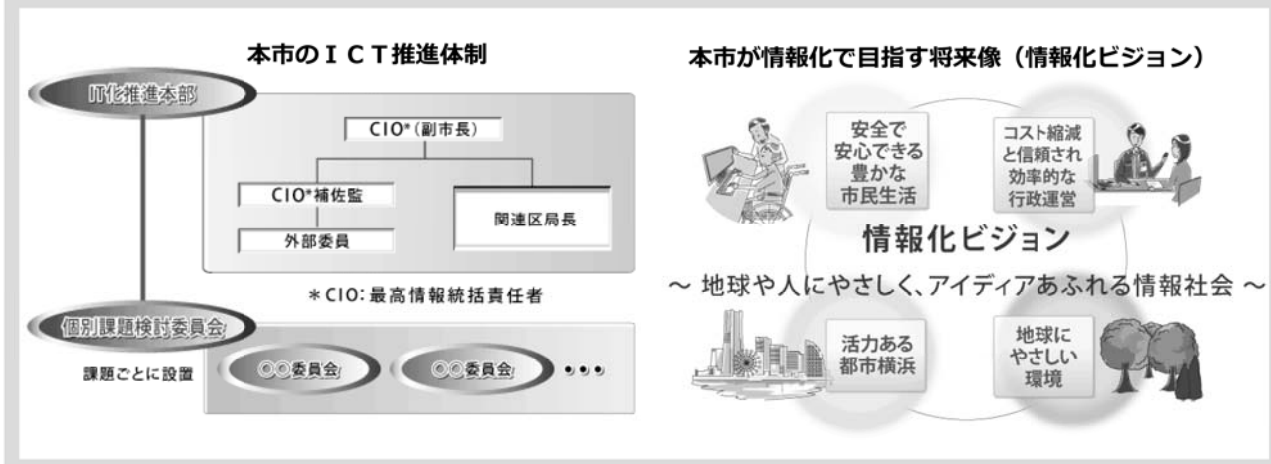 本市のＩＣＴ推進体制
IT化推進本部
CIO*(副市長)
CIO*補佐監
外部委員
関連区局長
＊CIO：最高情報統括責任者
個別課題検討委員会
課題ごとに設置
○○委員会
○○委員会
•••
本市が情報化で目指す将来像（情報化ビジョン）
安全で
安心できる
豊かな
市民生活
コスト縮減
と信頼され
効率的な
行政運営
情報化ビジョン
～ 地球や人にやさしく、アイディアあふれる情報社会 ～
活力ある
都市横浜
地球に
やさしい
環境